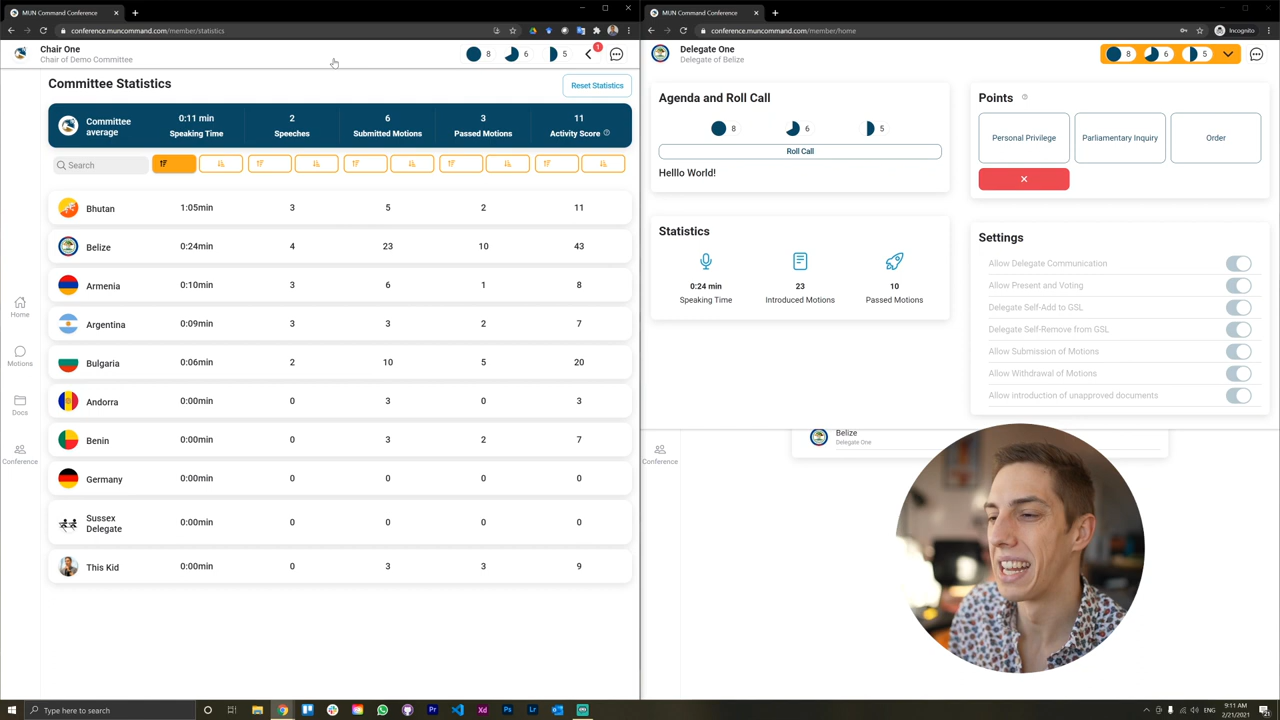 MUN Command Conference
conference.muncommand.com/member/statistics
Chair One
Chair of Demo Committee
8
6
5
1
Committee Statistics
Reset Statistics
Committee average
0:11 min
Speaking Time
2
Speeches
6
Submitted Motions
3
Passed Motions
11
Activity Score
Search
Bhutan 1:05min 3 5 2 11
Belize 0:24min 4 23 10 43
Armenia 0:10min 3 6 1 8
Argentina 0:09min 3 3 2 7
Bulgaria 0:06min 2 10 5 20
Andorra 0:00min 0 3 0 3
Benin 0:00min 0 3 2 7
Germany 0:00min 0 0 0 0
Sussex Delegate 0:00min 0 0 0 0
This Kid 0:00min 0 3 3 9
Home
Motions
Docs
Conference
MUN Command Conference
conference.muncommand.com/member/home
Incognito
Delegate One
Delegate of Belize
8
6
5
Agenda and Roll Call
8
6
5
Roll Call
Helllo World!
Statistics
0:24 min
Speaking Time
23
Introduced Motions
10
Passed Motions
Points
Personal Privilege
Parliamentary Inquiry
Order
Settings
Allow Delegate Communication
Allow Present and Voting
Delegate Self-Add to GSL
Delegate Self-Remove from GSL
Allow Submission of Motions
Allow Withdrawal of Motions
Allow introduction of unapproved documents
Conference
Belize
Delegate One
Type here to search
ENG
9:11 AM
2/21/2021